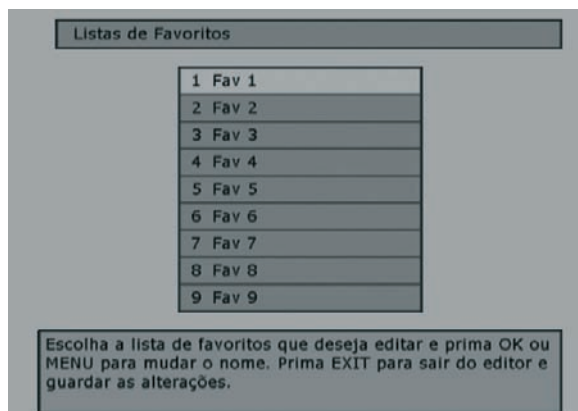 Listas de Favoritos
1 Fav 1
2 Fav 2
3 Fav 3
4 Fav 4
5 Fav 5
6 Fav 6
7 Fav 7
8 Fav 8
9 Fav 9
Escolha a lista de favoritos que deseja editar e prima OK ou
MENU para mudar o nome. Prima EXIT para sair do editor e
guardar as alterações.